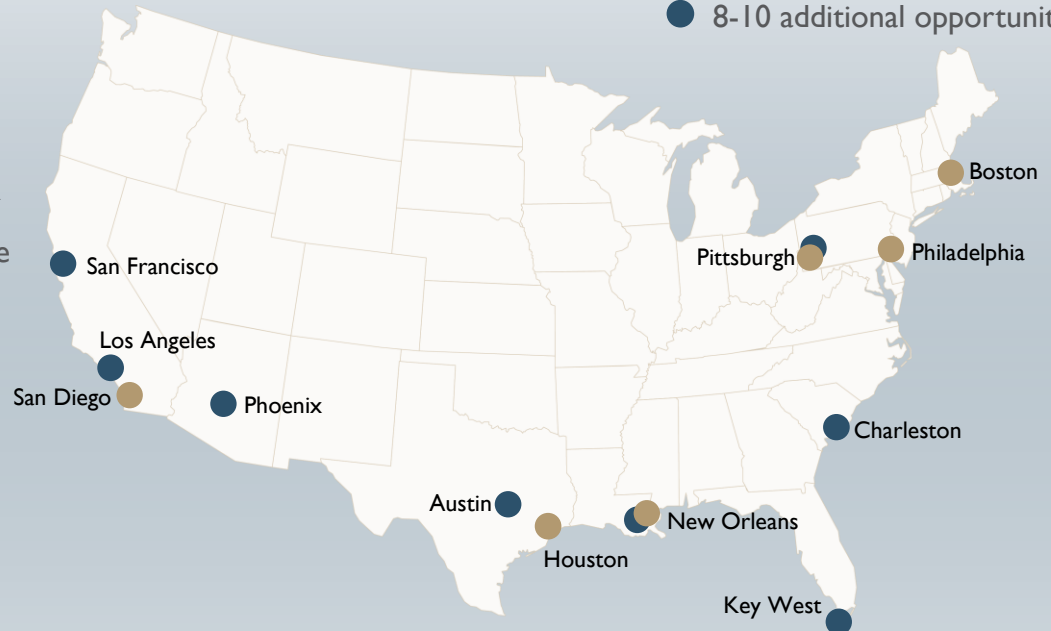 8-10 additional
Boston
Pittsburgh
Philadelphia
San Francisco
Los Angeles
San Diego
Phoenix
Charleston
Austin
New Orleans
Houston
Key West